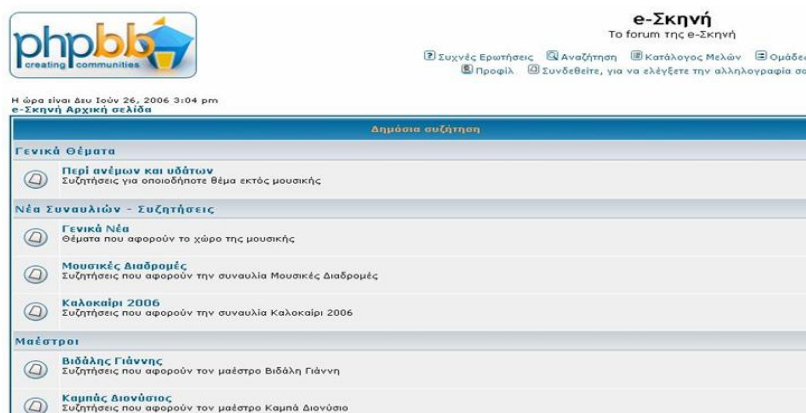 phpbb
creating communities
e-Σκηνή
Το forum της e-Σκηνή
Συχνές Ερωτήσεις Αναζήτηση Κατάλογος Μελών Ομάδες
Προφίλ Συνδεθείτε, για να ελέγξετε την αλληλογραφία σα
Η ώρα είναι Δευ Ιούν 26, 2006 3:04 pm
e-Σκηνή Αρχική σελίδα
Δημόσια συζήτηση
Γενικά Θέματα
Περί ανέμων και υδάτων
Συζητήσεις για οποιοδήποτε θέμα εκτός μουσικής
Νέα Συναυλιών - Συζητήσεις
Γενικά Νέα
Θέματα που αφορούν το χώρο της μουσικής
Μουσικές Διαδρομές
Συζητήσεις που αφορούν την συναυλία Μουσικές Διαδρομές
Καλοκαίρι 2006
Συζητήσεις που αφορούν την συναυλία Καλοκαίρι 2006
Μαέστροι
Βιδάλης Γιάννης
Συζητήσεις που αφορούν τον μαέστρο Βιδάλη Γιάννη
Καμπάς Διονύσιος
Συζητήσεις που αφορούν τον μαέστρο Καμπά Διονύσιο